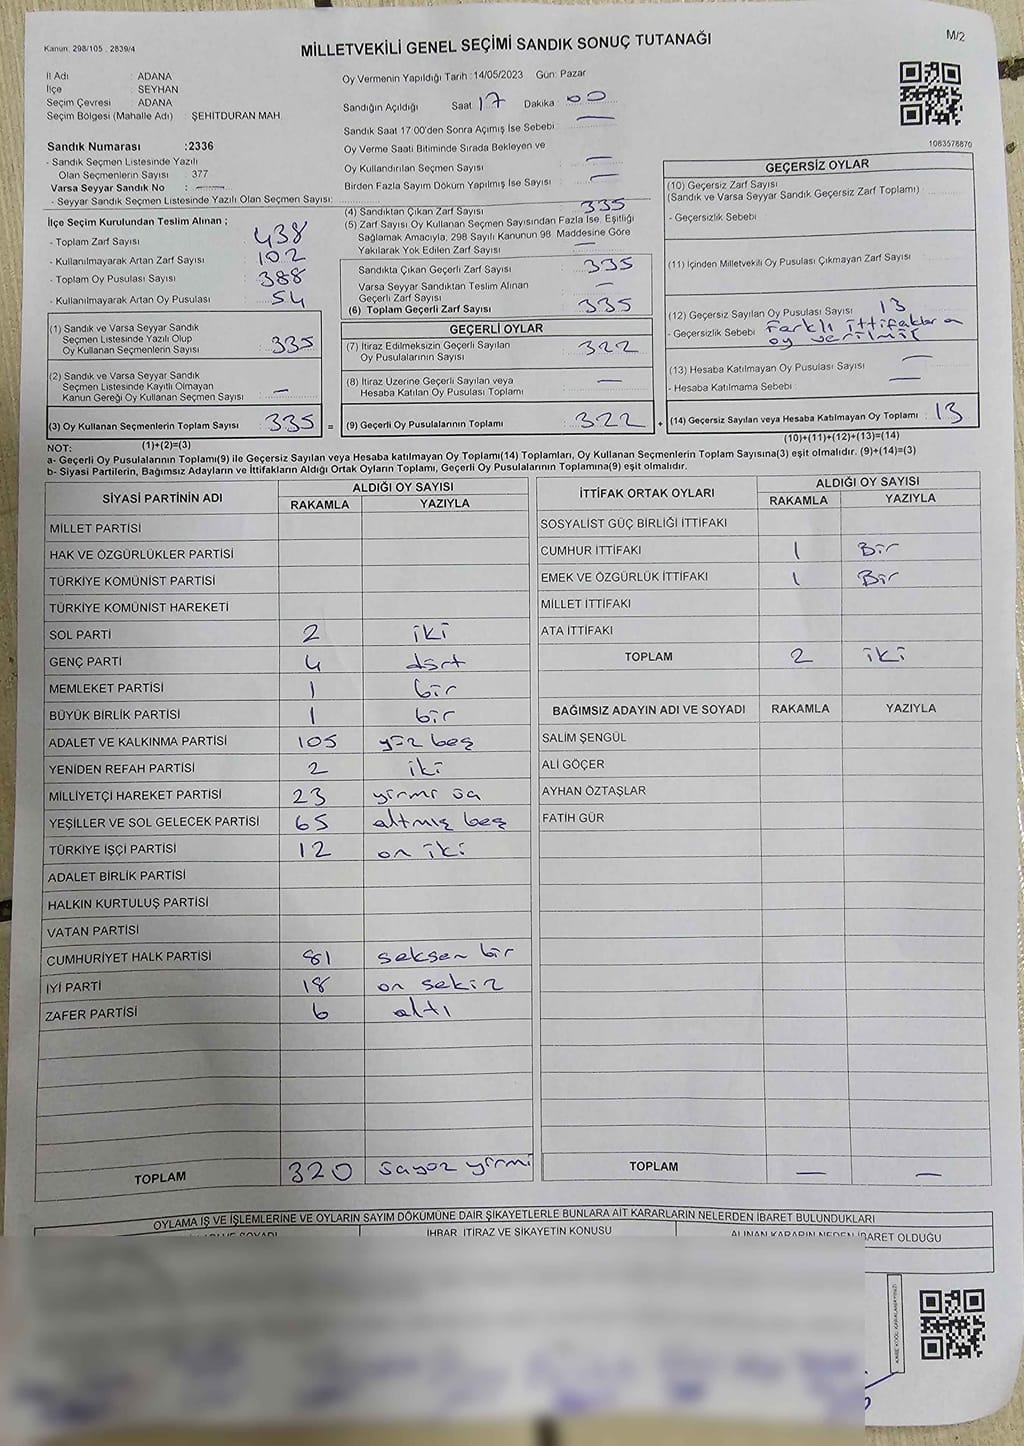 Kanun: 298/105 , 2839/4
MİLLETVEKİLİ GENEL SEÇİMİ SANDIK SONUÇ TUTANAĞI
M/2
İl Adı : ADANA
İlçe : SEYHAN
Seçim Çevresi : ADANA
Seçim Bölgesi (Mahalle Adı) : ŞEHİTDURAN MAH.
Sandık Numarası :2336
- Sandık Seçmen Listesinde Yazılı
Olan Seçmenlerin Sayısı : 377
Varsa Seyyar Sandık No : —
- Seyyar Sandık Seçmen Listesinde Yazılı Olan Seçmen Sayısı:
Oy Vermenin Yapıldığı Tarih :14/05/2023 Gün: Pazar
Sandığın Açıldığı Saat 17 Dakika : 00
Sandık Saat 17:00'den Sonra Açılmış İse Sebebi : —
Oy Verme Saati Bitiminde Sırada Bekleyen ve
Oy Kullandırılan Seçmen Sayısı : —
Birden Fazla Sayım Döküm Yapılmış İse Sayısı : —
1083578870
İlçe Seçim Kurulundan Teslim Alınan ;
- Toplam Zarf Sayısı : 438
- Kullanılmayarak Artan Zarf Sayısı : 102
- Toplam Oy Pusulası Sayısı : 388
- Kullanılmayarak Artan Oy Pusulası : 54
(4) Sandıktan Çıkan Zarf Sayısı : 335
(5) Zarf Sayısı Oy Kullanan Seçmen Sayısından Fazla İse, Eşitliği
Sağlamak Amacıyla; 298 Sayılı Kanunun 98. Maddesine Göre
Yakılarak Yok Edilen Zarf Sayısı : —
Sandıkta Çıkan Geçerli Zarf Sayısı : 335
Varsa Seyyar Sandıktan Teslim Alınan
Geçerli Zarf Sayısı : —
(6) Toplam Geçerli Zarf Sayısı : 335
GEÇERSİZ OYLAR
(10) Geçersiz Zarf Sayısı
(Sandık ve Varsa Seyyar Sandık Geçersiz Zarf Toplamı)
- Geçersizlik Sebebi
(11) İçinden Milletvekili Oy Pusulası Çıkmayan Zarf Sayısı
(12) Geçersiz Sayılan Oy Pusulası Sayısı : 13
- Geçersizlik Sebebi : Farklı ittifaklara
oy verilmiş
(13) Hesaba Katılmayan Oy Pusulası Sayısı : —
- Hesaba Katılmama Sebebi : —
(14) Geçersiz Sayılan veya Hesaba Katılmayan Oy Toplamı : 13
(10)+(11)+(12)+(13)=(14)
(1) Sandık ve Varsa Seyyar Sandık
Seçmen Listesinde Yazılı Olup
Oy Kullanan Seçmenlerin Sayısı : 335
(2) Sandık ve Varsa Seyyar Sandık
Seçmen Listesinde Kayıtlı Olmayan
Kanun Gereği Oy Kullanan Seçmen Sayısı : —
(3) Oy Kullanan Seçmenlerin Toplam Sayısı : 335 =
(1)+(2)=(3)
GEÇERLİ OYLAR
(7) İtiraz Edilmeksizin Geçerli Sayılan
Oy Pusulalarının Sayısı : 322
(8) İtiraz Üzerine Geçerli Sayılan veya
Hesaba Katılan Oy Pusulası Toplamı : —
(9) Geçerli Oy Pusulalarının Toplamı : 322 +
NOT:
a- Geçerli Oy Pusulalarının Toplamı(9) ile Geçersiz Sayılan veya Hesaba katılmayan Oy Toplamı(14) Toplamları, Oy Kullanan Seçmenlerin Toplam Sayısına(3) eşit olmalıdır. (9)+(14)=(3)
b- Siyasi Partilerin, Bağımsız Adayların ve İttifakların Aldığı Ortak Oyların Toplamı, Geçerli Oy Pusulalarının Toplamına(9) eşit olmalıdır.
SİYASİ PARTİNİN ADI ALDIĞI OY SAYISI
RAKAMLA YAZIYLA
MİLLET PARTİSİ
HAK VE ÖZGÜRLÜKLER PARTİSİ
TÜRKİYE KOMÜNİST PARTİSİ
TÜRKİYE KOMÜNİST HAREKETİ
SOL PARTİ 2 iki
GENÇ PARTİ 4 dört
MEMLEKET PARTİSİ 1 bir
BÜYÜK BİRLİK PARTİSİ 1 bir
ADALET VE KALKINMA PARTİSİ 105 yüz beş
YENİDEN REFAH PARTİSİ 2 iki
MİLLİYETÇİ HAREKET PARTİSİ 23 yirmi üç
YEŞİLLER VE SOL GELECEK PARTİSİ 65 altmış beş
TÜRKİYE İŞÇİ PARTİSİ 12 on iki
ADALET BİRLİK PARTİSİ
HALKIN KURTULUŞ PARTİSİ
VATAN PARTİSİ
CUMHURİYET HALK PARTİSİ 81 seksen bir
İYİ PARTİ 18 on sekiz
ZAFER PARTİSİ 6 altı
TOPLAM 320 üçyüz yirmi
İTTİFAK ORTAK OYLARI ALDIĞI OY SAYISI
RAKAMLA YAZIYLA
SOSYALİST GÜÇ BİRLİĞİ İTTİFAKI
CUMHUR İTTİFAKI 1 Bir
EMEK VE ÖZGÜRLÜK İTTİFAKI 1 Bir
MİLLET İTTİFAKI
ATA İTTİFAKI
TOPLAM 2 iki
BAĞIMSIZ ADAYIN ADI VE SOYADI RAKAMLA YAZIYLA
SALİM ŞENGÜL
ALİ GÖÇER
AYHAN ÖZTAŞLAR
FATİH GÜR
TOPLAM — —
OYLAMA İŞ VE İŞLEMLERİNE VE OYLARIN SAYIM DÖKÜMÜNE DAİR ŞİKAYETLERLE BUNLARA AİT KARARLARIN NELERDEN İBARET BULUNDUKLARI
İHBAR, İTİRAZ VE ŞİKAYETİN KONUSU
ALINAN KARARIN NEDEN İBARET OLDUĞU